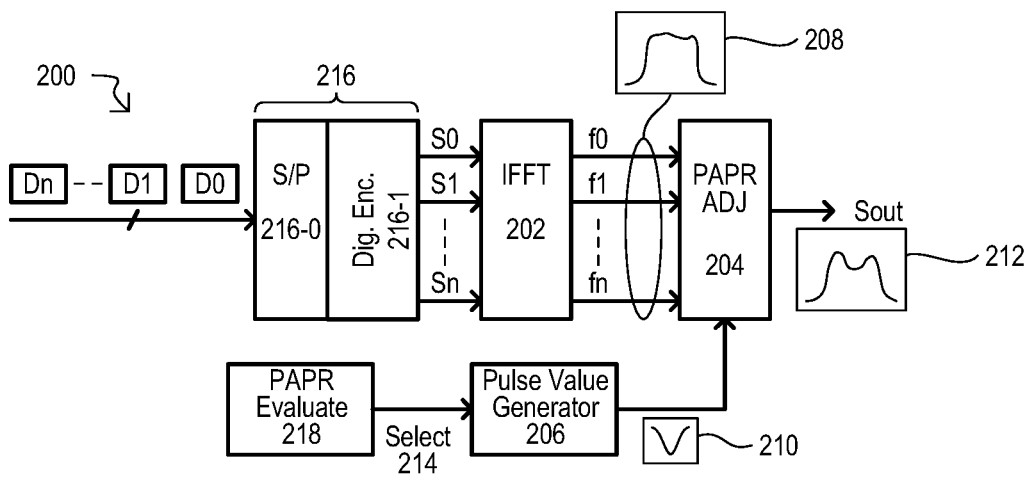 208
200
216
Dn
D1
D0
S/P
216-0
Dig. Enc.
216-1
S0
S1
Sn
IFFT
202
f0
f1
fn
PAPR
ADJ
204
Sout
212
PAPR
Evaluate
218
Select
214
Pulse Value
Generator
206
210